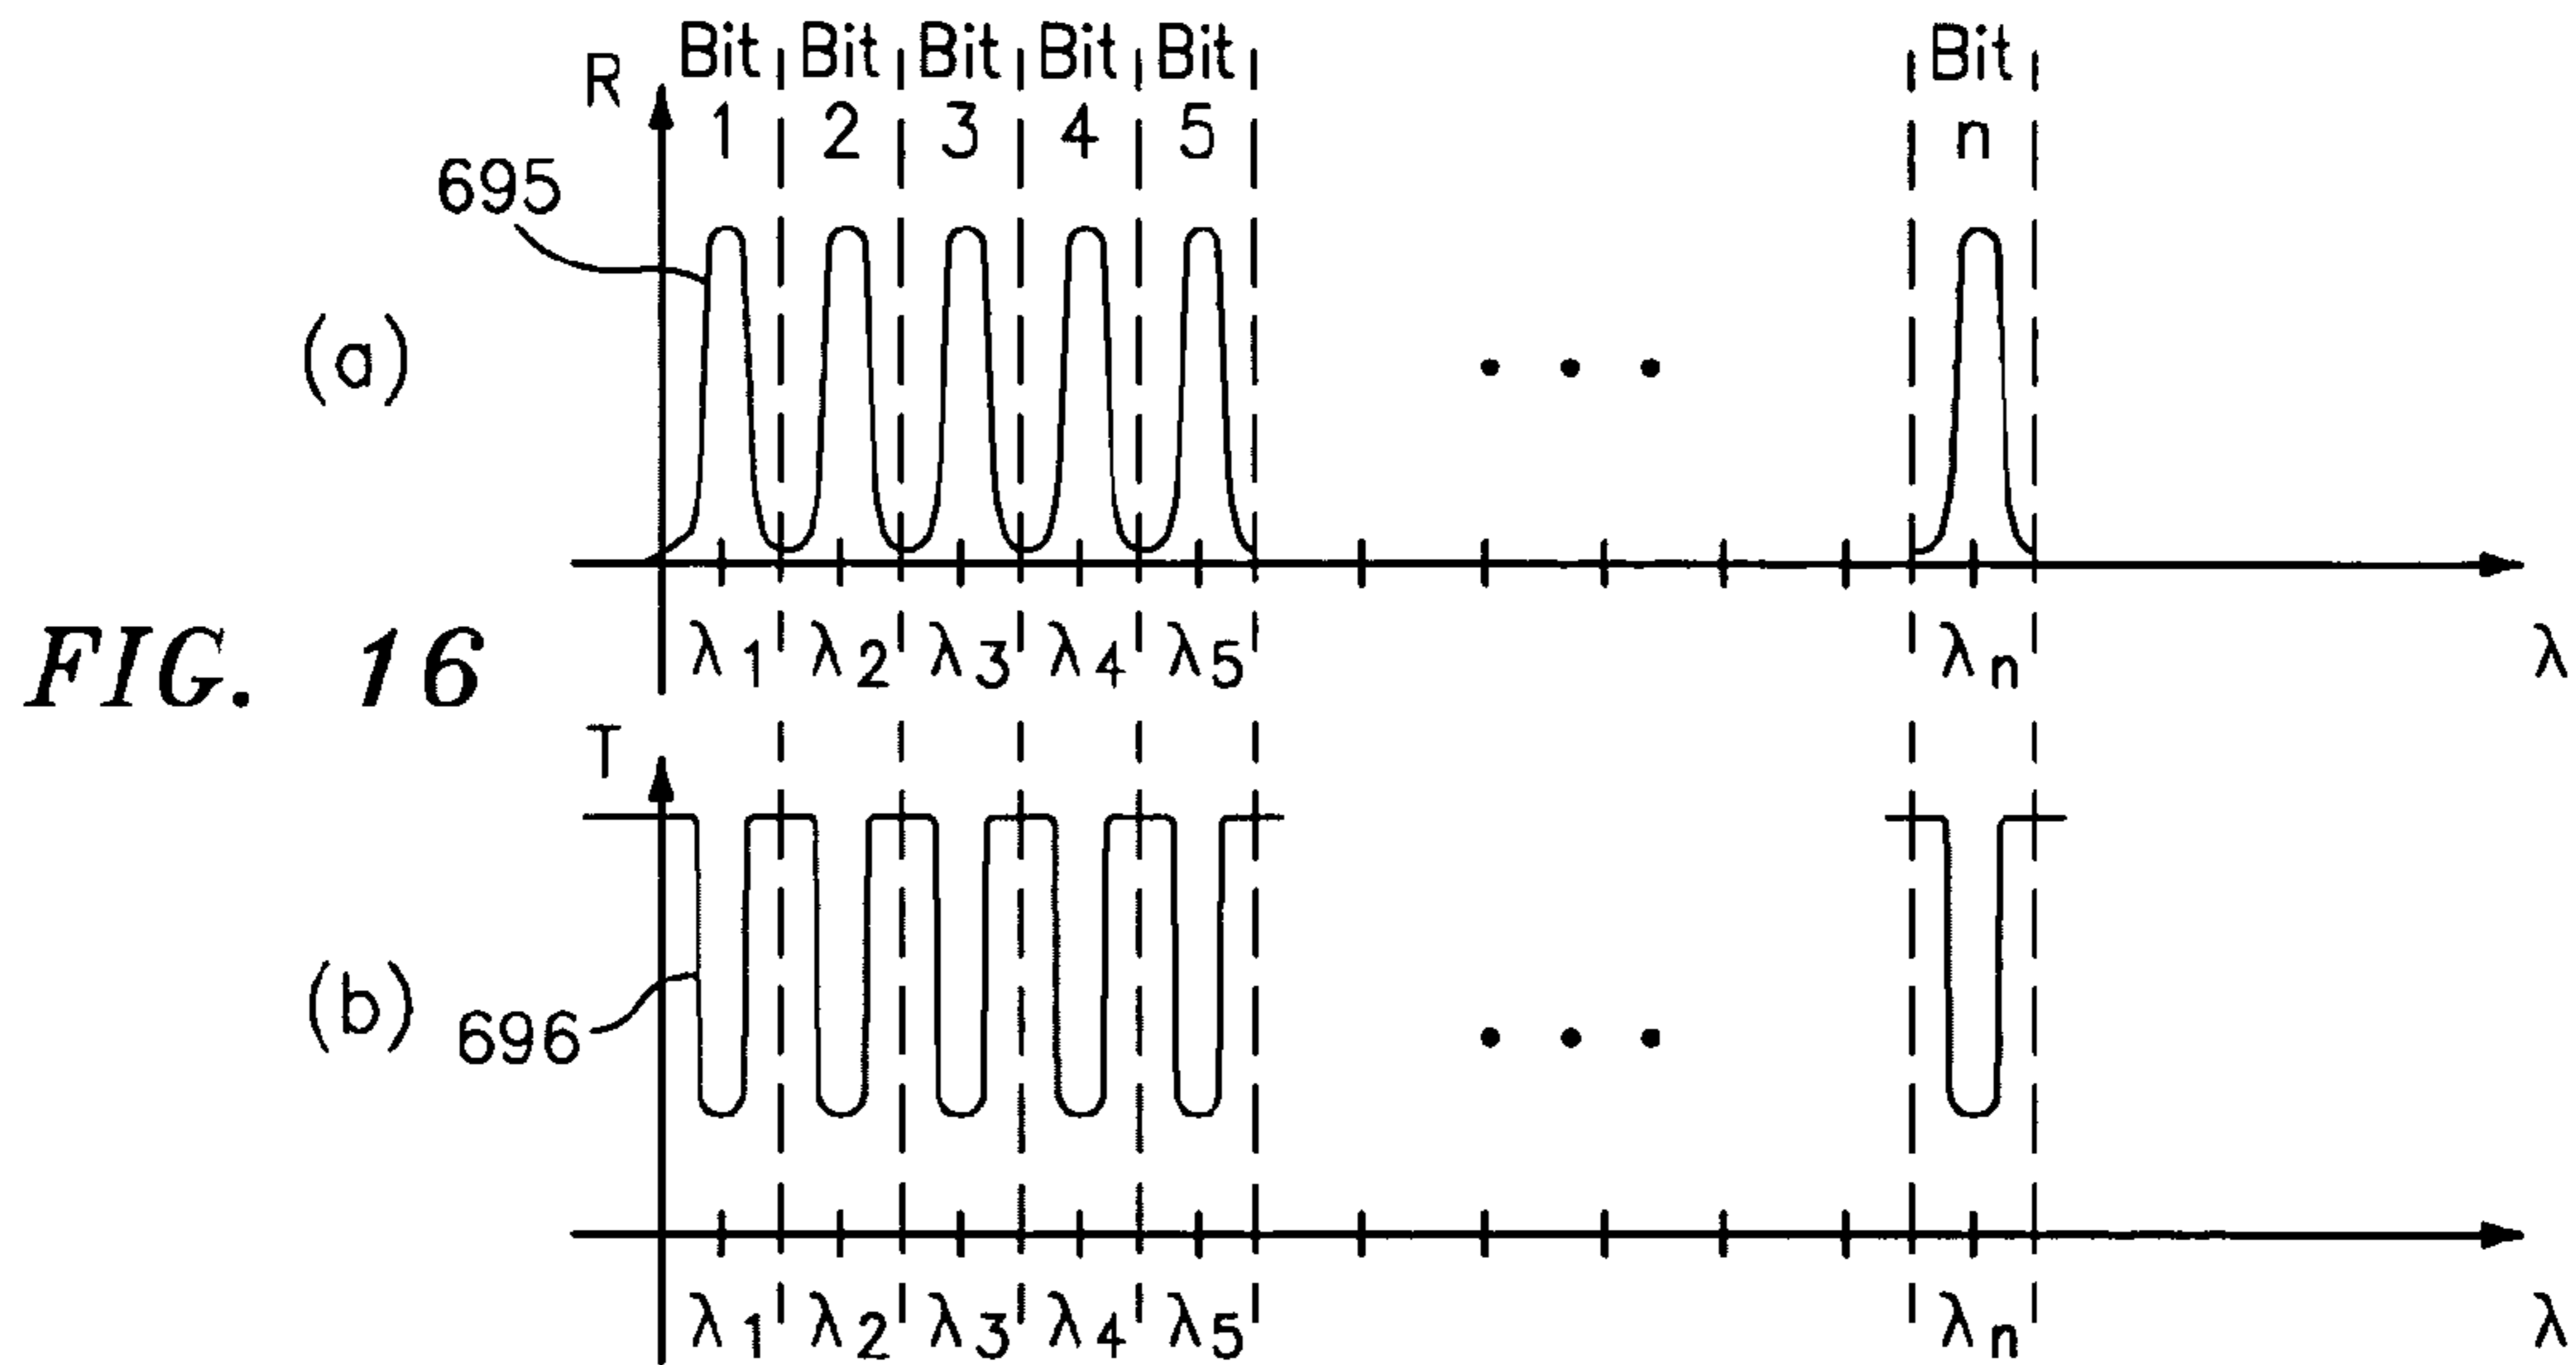 Bit Bit Bit Bit Bit Bit
R 1 2 3 4 5 n
695
(a)
λ1 λ2 λ3 λ4 λ5 λn λ
FIG. 16
T
(b) 696
λ1 λ2 λ3 λ4 λ5 λn λ